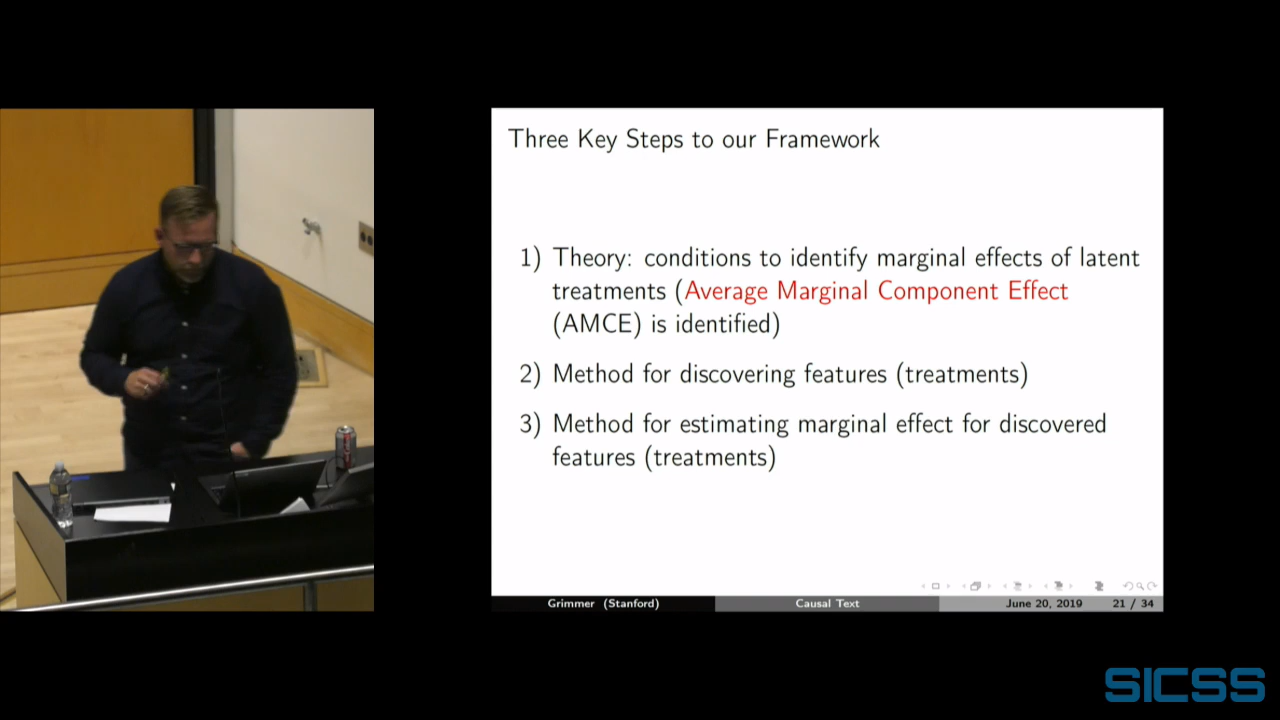 Three Key Steps to our Framework
1) Theory: conditions to identify marginal effects of latent
treatments (Average Marginal Component Effect
(AMCE) is identified)
2) Method for discovering features (treatments)
3) Method for estimating marginal effect for discovered
features (treatments)
Grimmer (Stanford) Causal Text June 20, 2019 21 / 34
SICSS